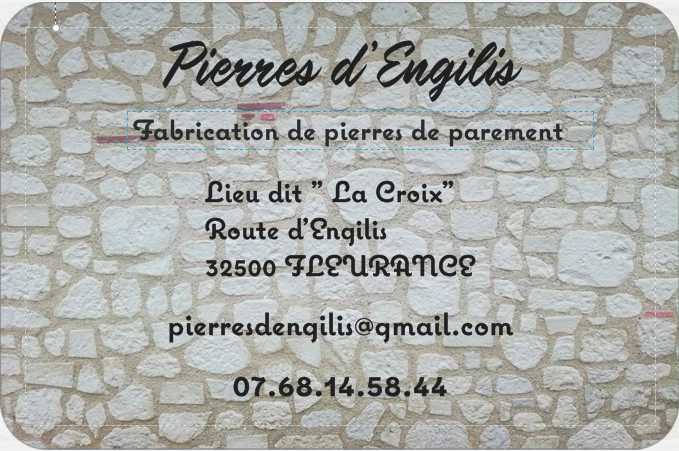 Pierres d'Engilis
Fabrication de pierres de parement
Lieu dit " La Croix"
Route d'Engilis
32500 FLEURANCE
pierresdengilis@gmail.com
07.68.14.58.44